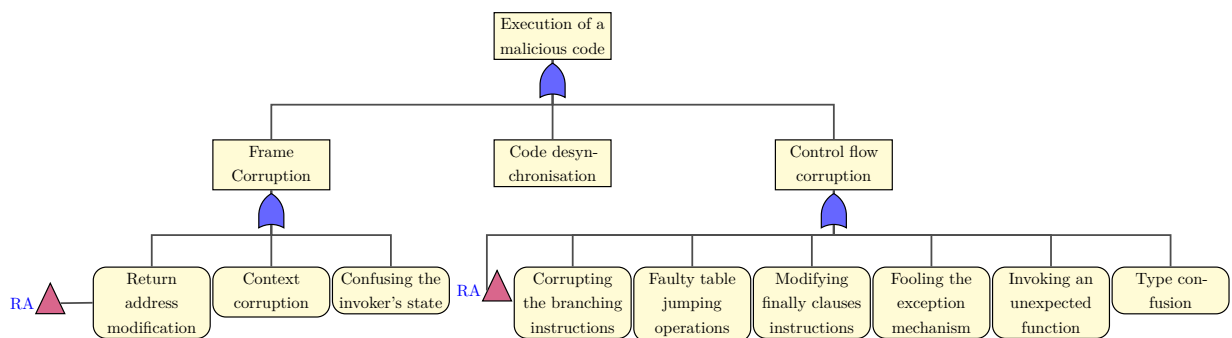 Execution of a
malicious code
Frame
Corruption
Code desyn-
chronisation
Control flow
corruption
RA
Return
address
modification
Context
corruption
Confusing the
invoker's state
RA
Corrupting
the branching
instructions
Faulty table
jumping
operations
Modifying
finally clauses
instructions
Fooling the
exception
mechanism
Invoking an
unexpected
function
Type con-
fusion